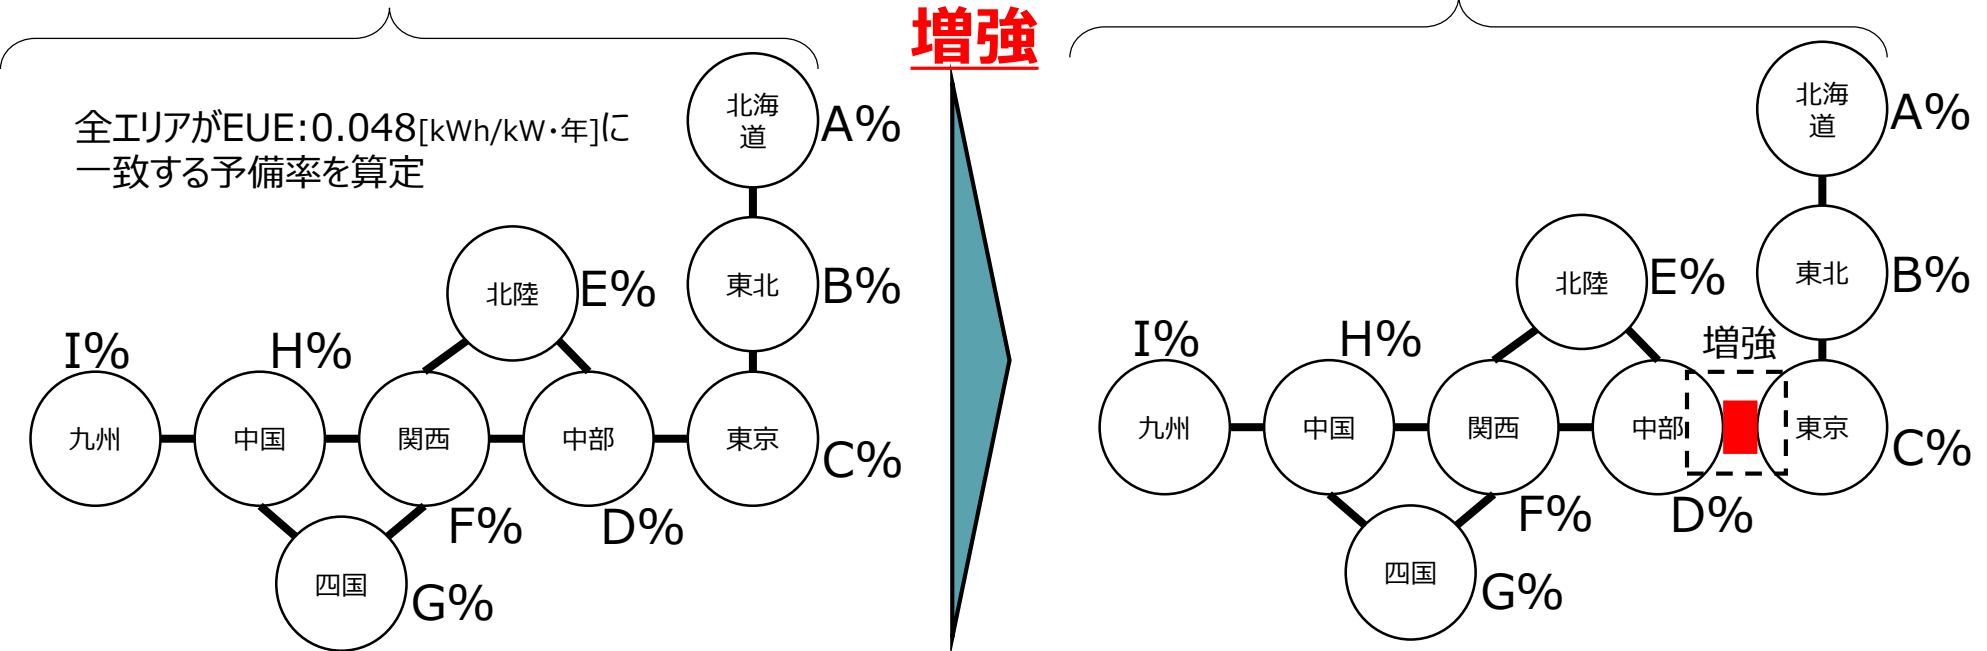 増強
全エリアがEUE:0.048[kWh/kW・年]に
一致する予備率を算定
北海
道
A%
東北
B%
北陸
E%
I%
H%
九州
中国
関西
中部
東京
C%
F%
D%
四国
G%
北海
道
A%
東北
B%
北陸
E%
増強
I%
H%
九州
中国
関西
中部
東京
C%
F%
D%
四国
G%